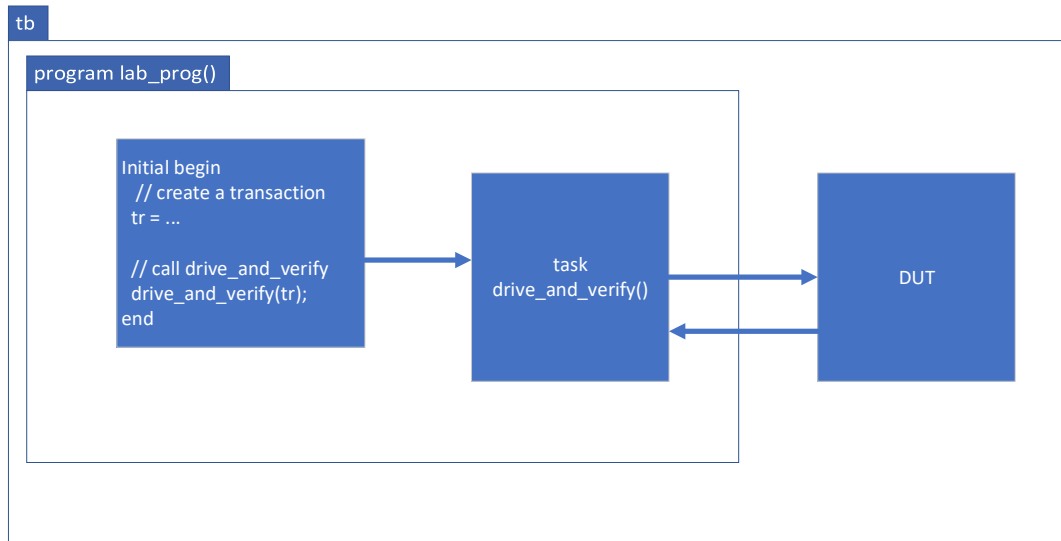 tb
program lab_prog()
Initial begin
// create a transaction
tr = ...
// call drive_and_verify
drive_and_verify(tr);
end
task
drive_and_verify()
DUT